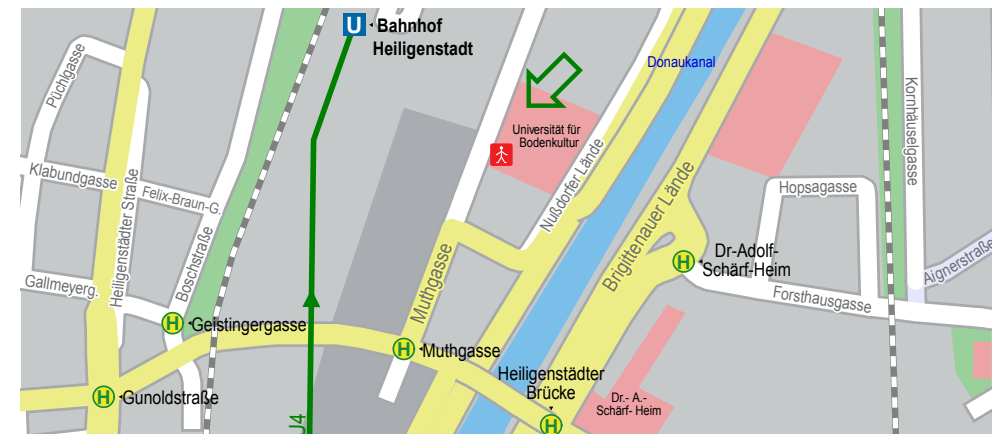 U
Bahnhof
Heiligenstadt
Püchlgasse
Donaukanal
Kornhäuselgasse
Universität für
Bodenkultur
Klabundgasse
Felix-Braun-G.
Heiligenstädter Straße
Boschstraße
Nußdorfer Lände
Brigittenauer Lände
Hopsagasse
Gallmeyerg.
Muthgasse
Dr-Adolf-
Schärf-Heim
H
Aignerstraße
Forsthausgasse
H
Geistingergasse
H
Muthgasse
Heiligenstädter
Brücke
H
H
Gunoldstraße
Dr.- A.-
Schärf- Heim
U4